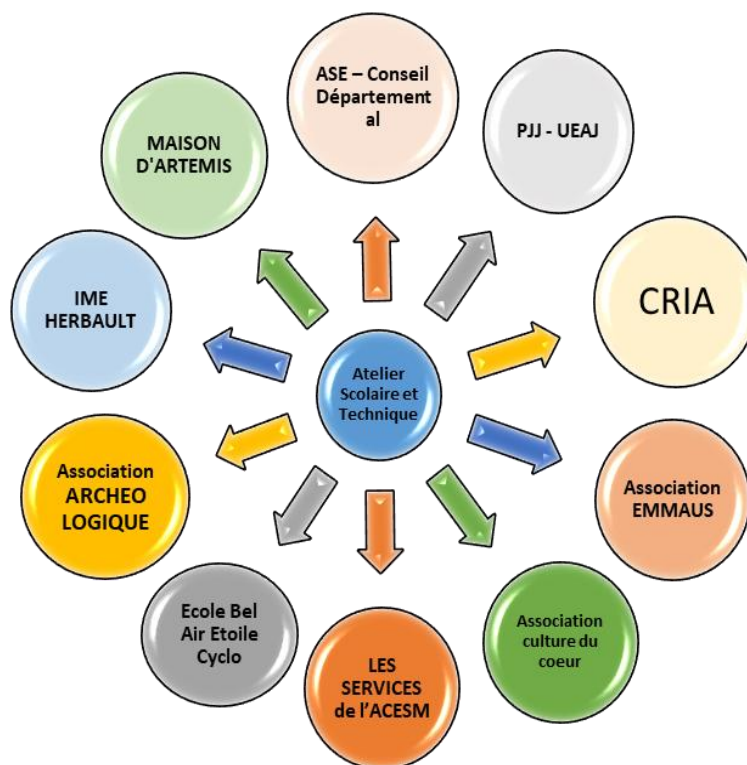 ASE – Conseil
Département
al
PJJ - UEAJ
MAISON
D'ARTEMIS
CRIA
IME
HERBAULT
Atelier
Scolaire et
Technique
Association
ARCHEO
LOGIQUE
Association
EMMAUS
Ecole Bel
Air Etoile
Cyclo
Association
culture du
coeur
LES
SERVICES
de l'ACESM